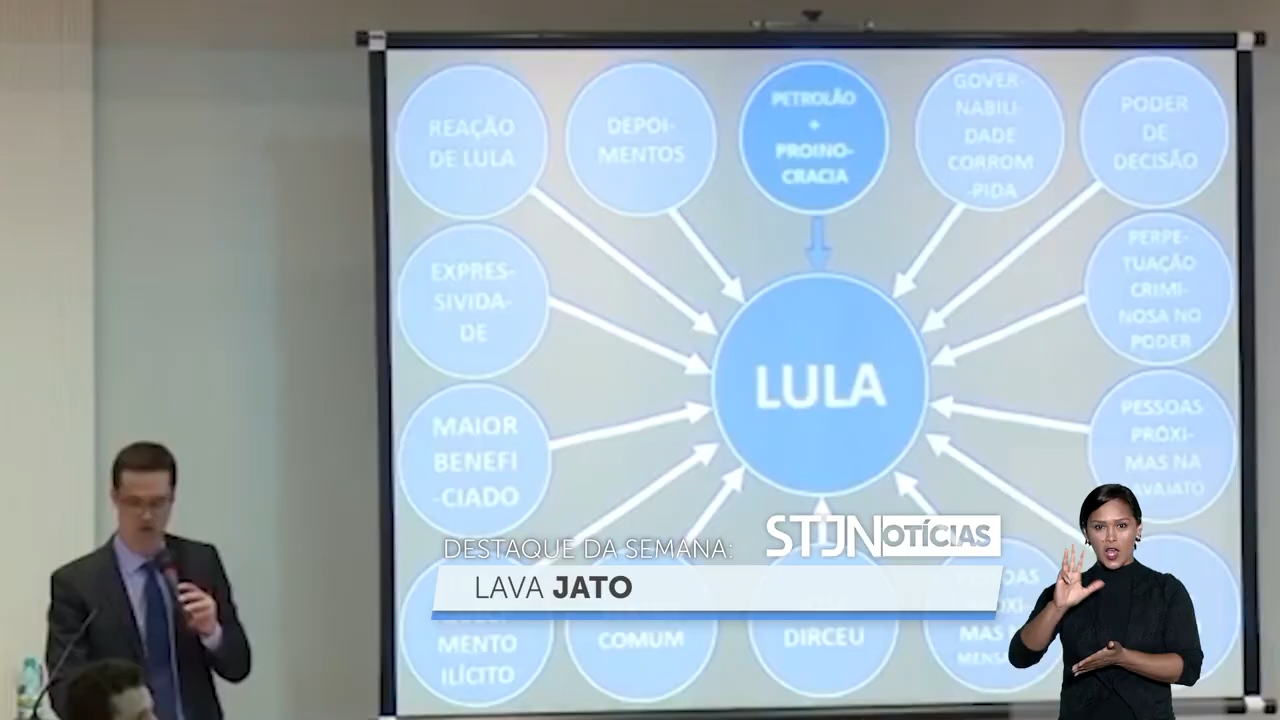 REAÇÃO
DE LULA
DEPOI-
MENTOS
PETROLÃO
+
PROINO-
CRACIA
GOVER-
NABILI-
DADE
CORROM
-PIDA
PODER
DE
DECISÃO
EXPRES-
SIVIDA-
DE
PERPE-
TUAÇÃO
CRIMI-
NOSA NO
PODER
LULA
MAIOR
BENEFI
-CIADO
PESSOAS
PRÓXI-
MAS NA
LAVAJATO
MENTO
ILÍCITO
COMUM
DIRCEU
DESTAQUE DA SEMANA:
STJNOTÍCIAS
LAVA JATO